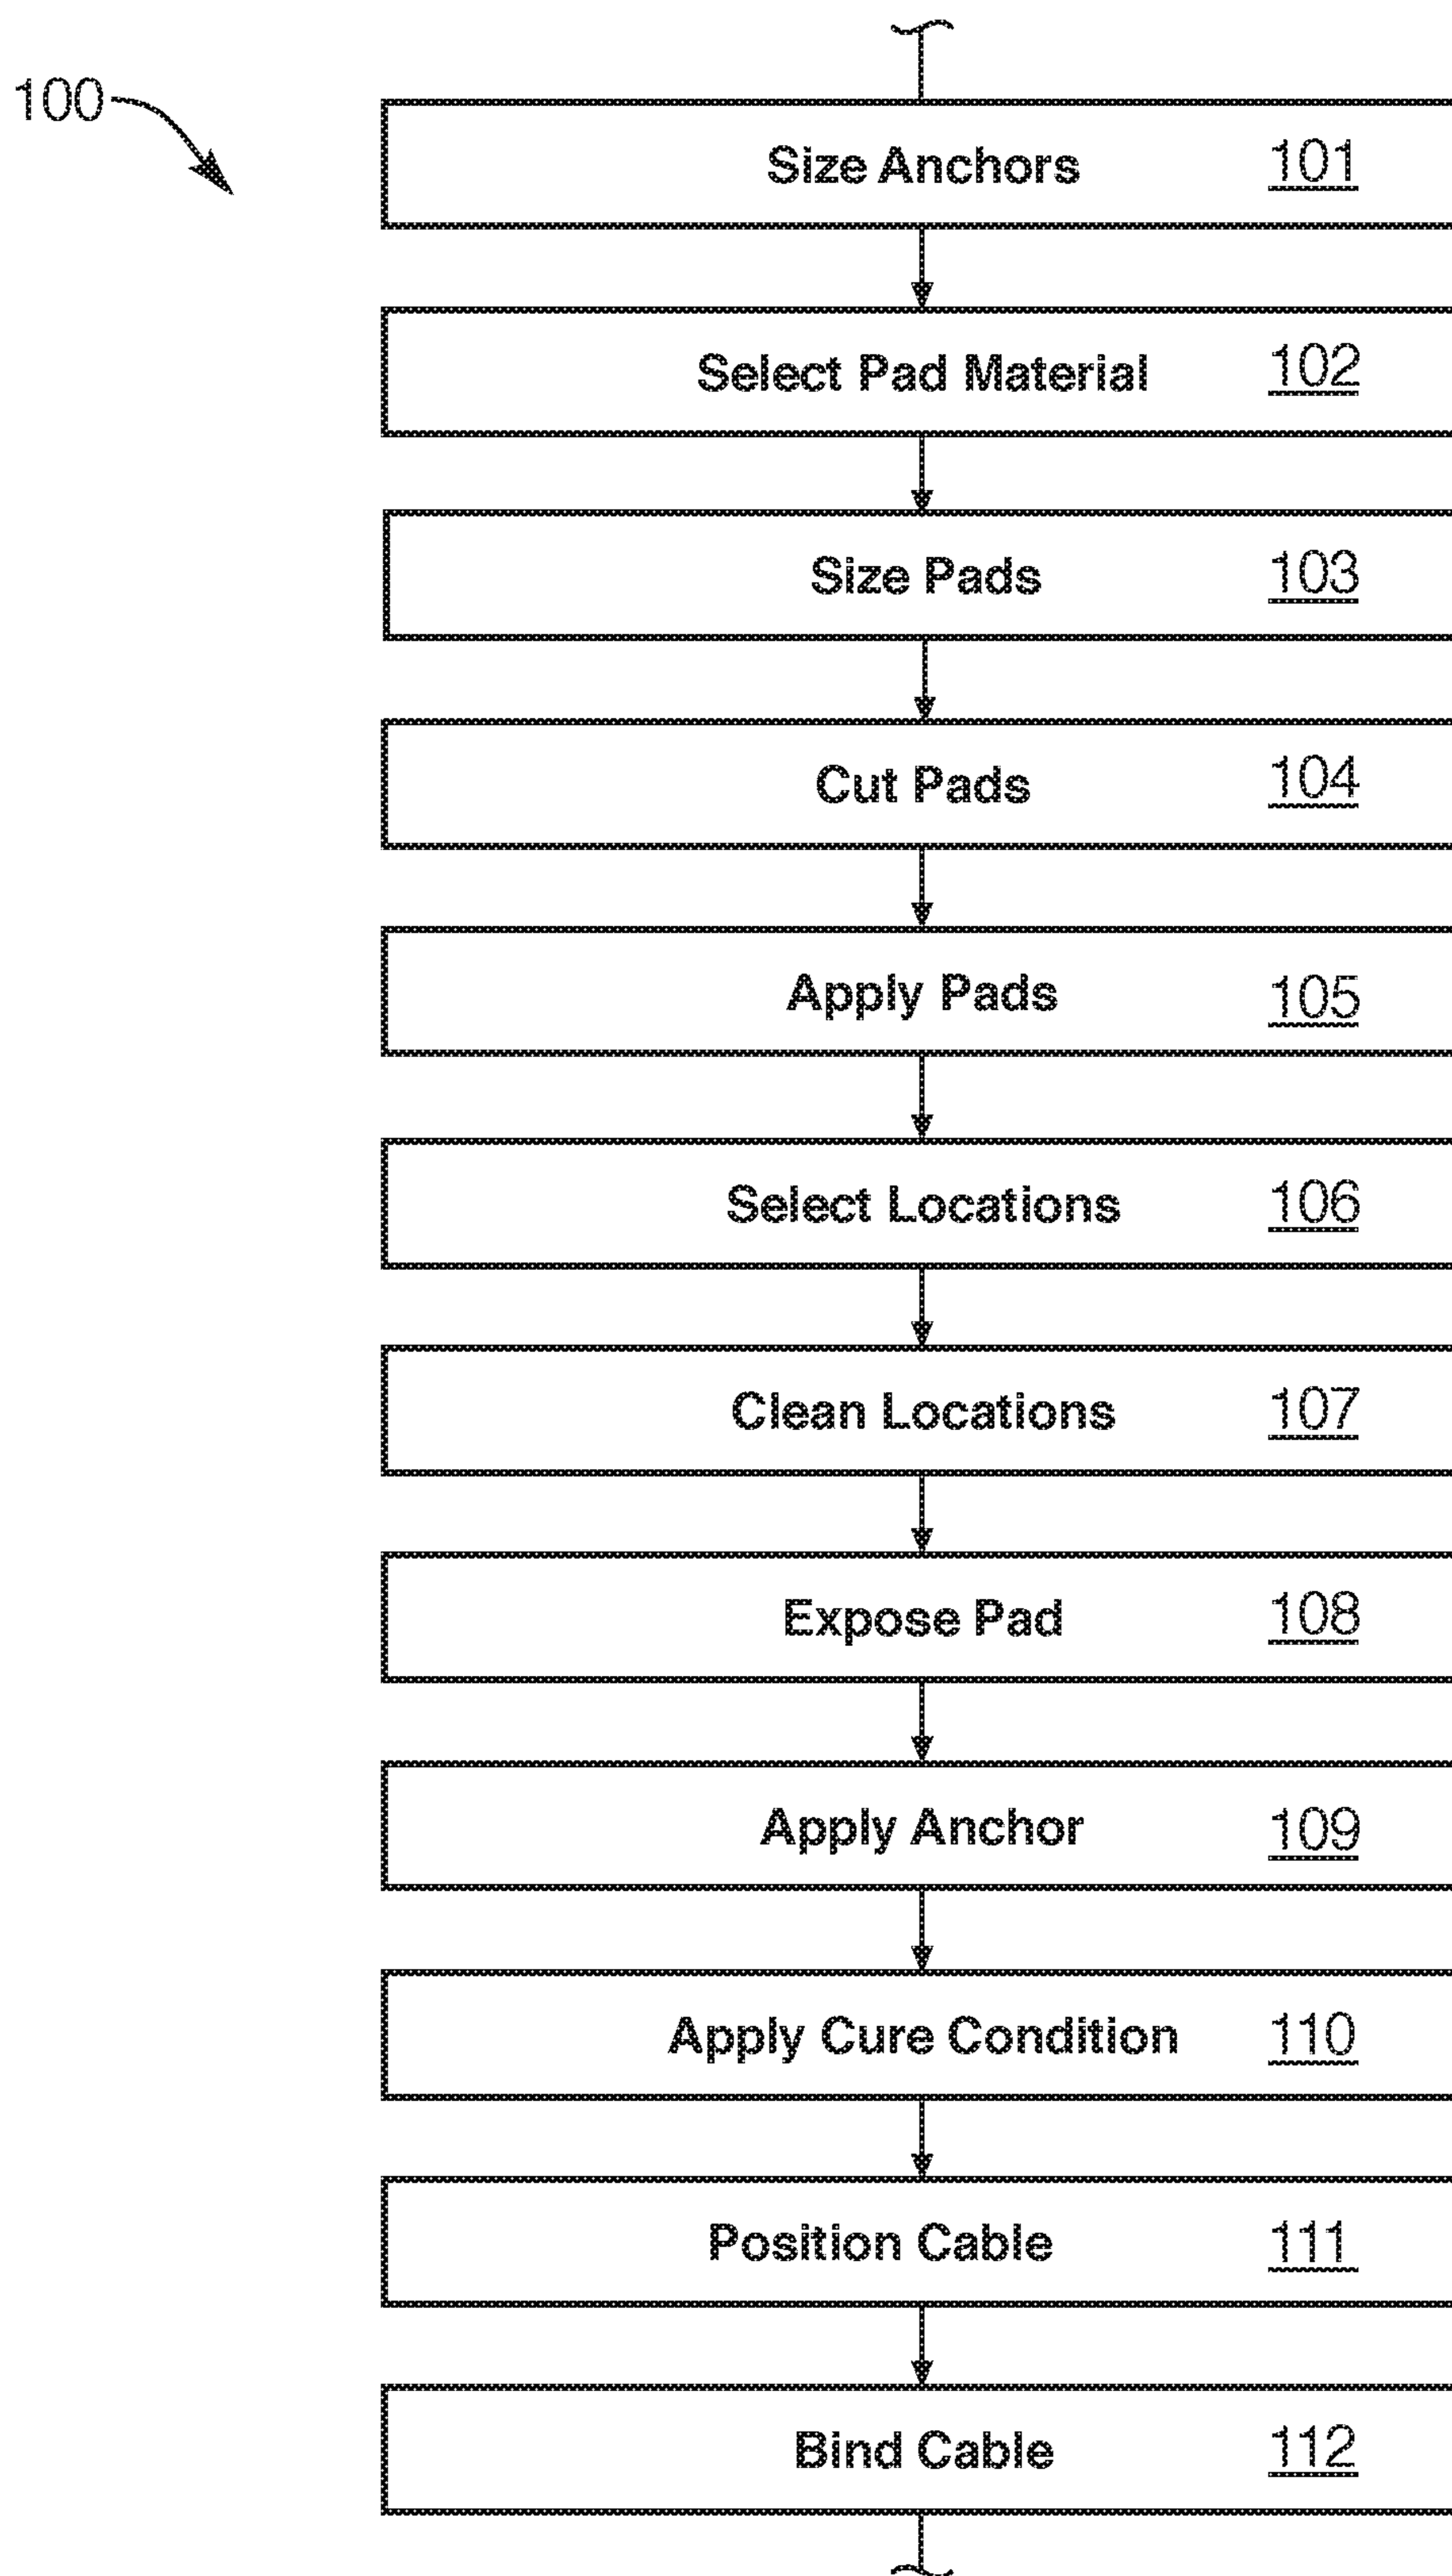 100
Size Anchors 101
Select Pad Material 102
Size Pads 103
Cut Pads 104
Apply Pads 105
Select Locations 106
Clean Locations 107
Expose Pad 108
Apply Anchor 109
Apply Cure Condition 110
Position Cable 111
Bind Cable 112